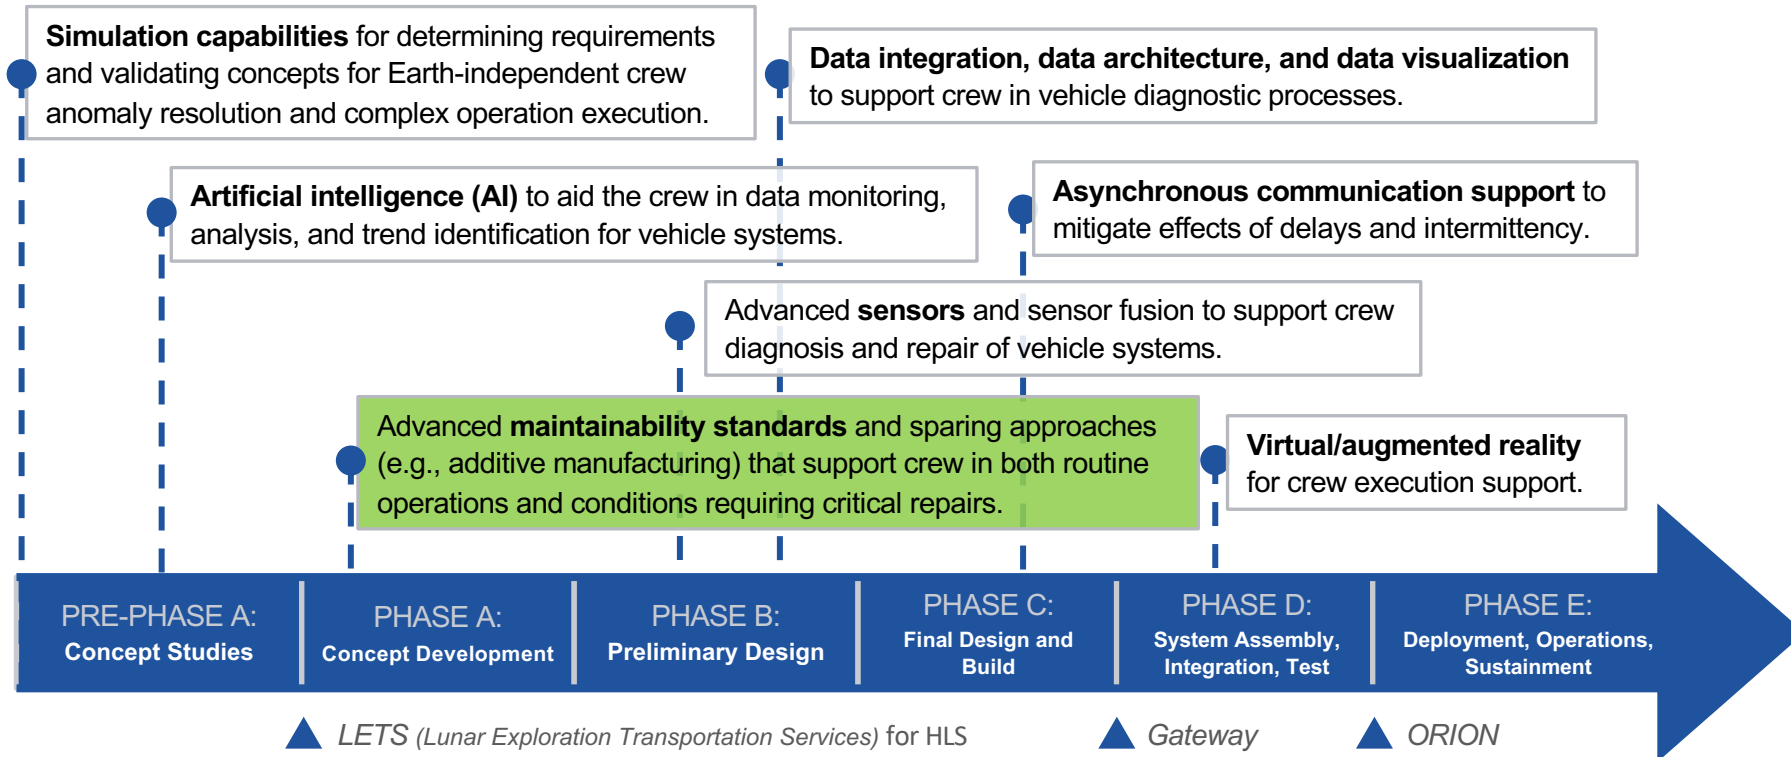 Simulation capabilities for determining requirements
and validating concepts for Earth-independent crew
anomaly resolution and complex operation execution.
Data integration, data architecture, and data visualization
to support crew in vehicle diagnostic processes.
Artificial intelligence (AI) to aid the crew in data monitoring,
analysis, and trend identification for vehicle systems.
Asynchronous communication support to
mitigate effects of delays and intermittency.
Advanced sensors and sensor fusion to support crew
diagnosis and repair of vehicle systems.
Advanced maintainability standards and sparing approaches
(e.g., additive manufacturing) that support crew in both routine
operations and conditions requiring critical repairs.
Virtual/augmented reality
for crew execution support.
PRE-PHASE A:
Concept Studies
PHASE A:
Concept Development
PHASE B:
Preliminary Design
PHASE C:
Final Design and
Build
PHASE D:
System Assembly,
Integration, Test
PHASE E:
Deployment, Operations,
Sustainment
LETS (Lunar Exploration Transportation Services) for HLS
Gateway
ORION